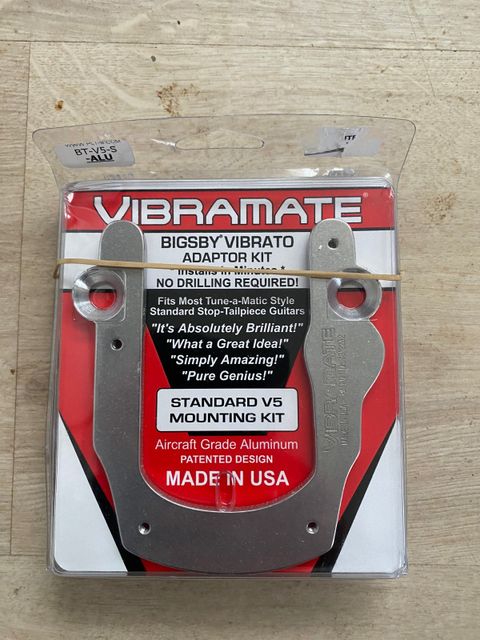 BT-V5-S
-ALU
VIBRAMATE®
BIGSBY® VIBRATO
ADAPTOR KIT
Installs in Minutes*
NO DRILLING REQUIRED!
Fits Most Tune-a-Matic Style
Standard Stop-Tailpiece Guitars
"It's Absolutely Brilliant!"
"What a Great Idea!"
"Simply Amazing!"
"Pure Genius!"
STANDARD V5
MOUNTING KIT
Aircraft Grade Aluminum
PATENTED DESIGN
MADE IN USA
VIBRAMATE